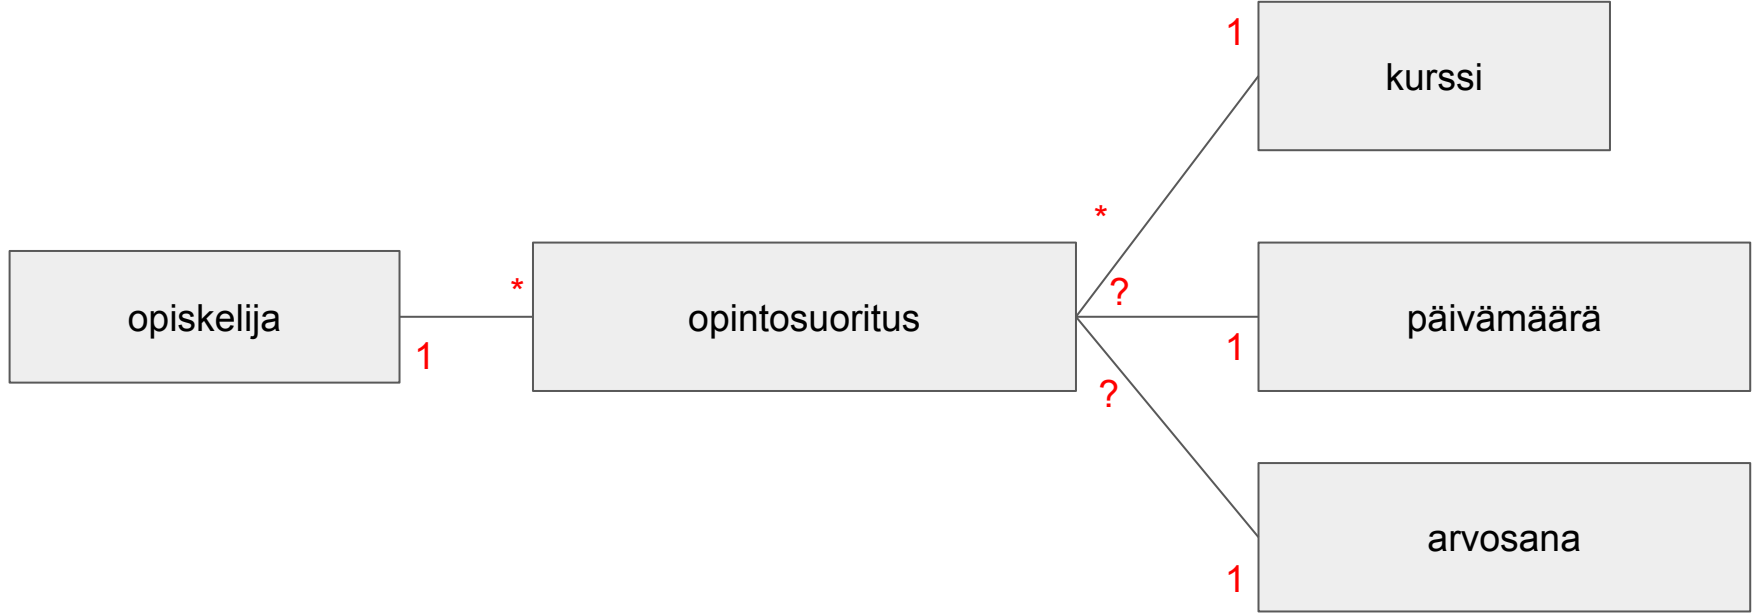 1
kurssi
*
opiskelija
1
*
opintosuoritus
?
päivämäärä
1
?
arvosana
1